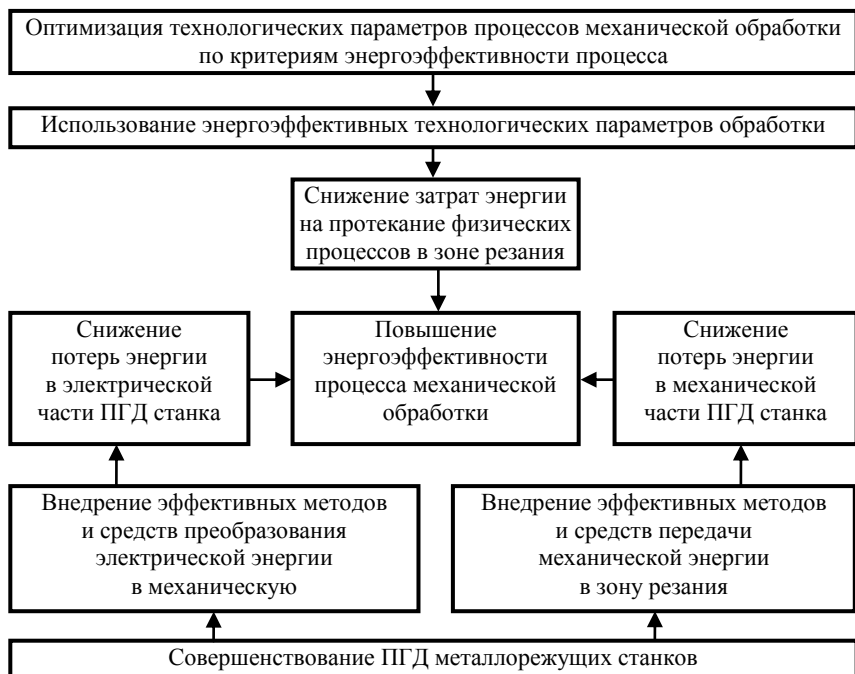 Оптимизация технологических параметров процессов механической обработки
по критериям энергоэффективности процесса
Использование энергоэффективных технологических параметров обработки
Снижение затрат энергии
на протекание физических
процессов в зоне резания
Снижение
потерь энергии
в электрической
части ПГД станка
Повышение
энергоэффективности
процесса механической
обработки
Снижение
потерь энергии
в механической
части ПГД станка
Внедрение эффективных методов
и средств преобразования
электрической энергии
в механическую
Внедрение эффективных методов
и средств передачи
механической энергии
в зону резания
Совершенствование ПГД металлорежущих станков